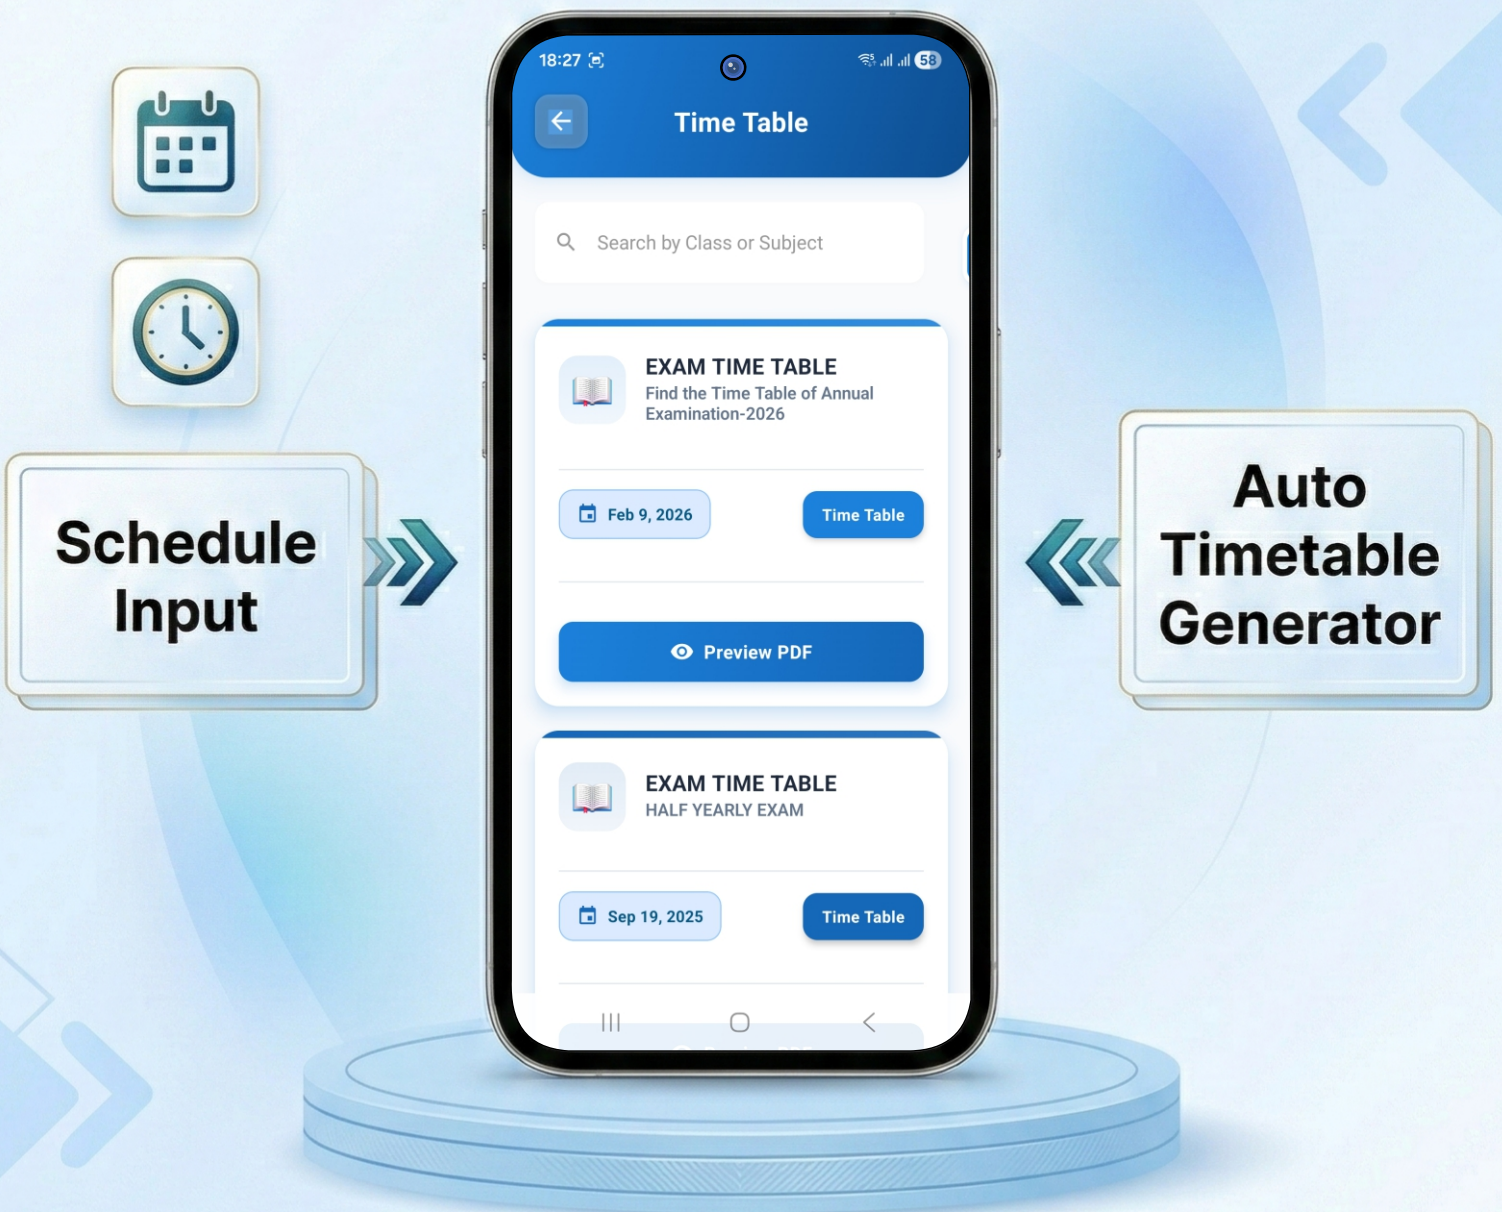 18:27
58
Time Table
Search by Class or Subject
EXAM TIME TABLE
Find the Time Table of Annual
Examination-2026
Feb 9, 2026
Time Table
Preview PDF
EXAM TIME TABLE
HALF YEARLY EXAM
Sep 19, 2025
Time Table
Schedule
Input
Auto
Timetable
Generator